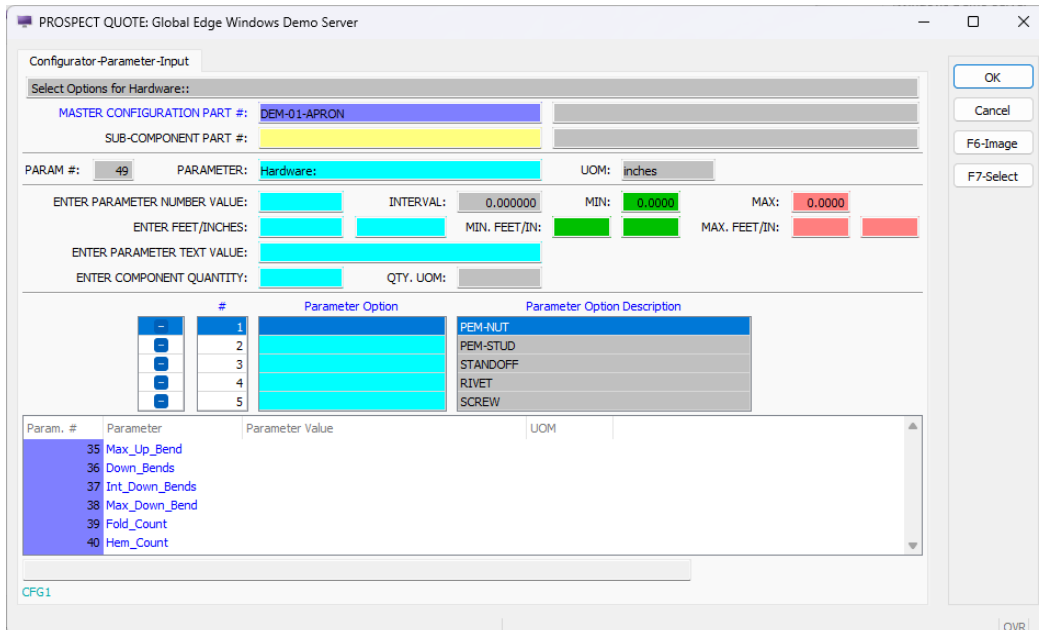 PROSPECT QUOTE: Global Edge Windows Demo Server
Configurator-Parameter-Input
Select Options for Hardware::
MASTER CONFIGURATION PART #: DEM-01-APRON
SUB-COMPONENT PART #:
PARAM #: 49 PARAMETER: Hardware: UOM: inches
ENTER PARAMETER NUMBER VALUE: INTERVAL: 0.000000 MIN: 0.0000 MAX: 0.0000
ENTER FEET/INCHES: MIN. FEET/IN: MAX. FEET/IN:
ENTER PARAMETER TEXT VALUE:
ENTER COMPONENT QUANTITY: QTY. UOM:
# Parameter Option Parameter Option Description
1 PEM-NUT
2 PEM-STUD
3 STANDOFF
4 RIVET
5 SCREW
Param. # Parameter Parameter Value UOM
35 Max_Up_Bend
36 Down_Bends
37 Int_Down_Bends
38 Max_Down_Bend
39 Fold_Count
40 Hem_Count
CFG1
OK
Cancel
F6-Image
F7-Select
OVR